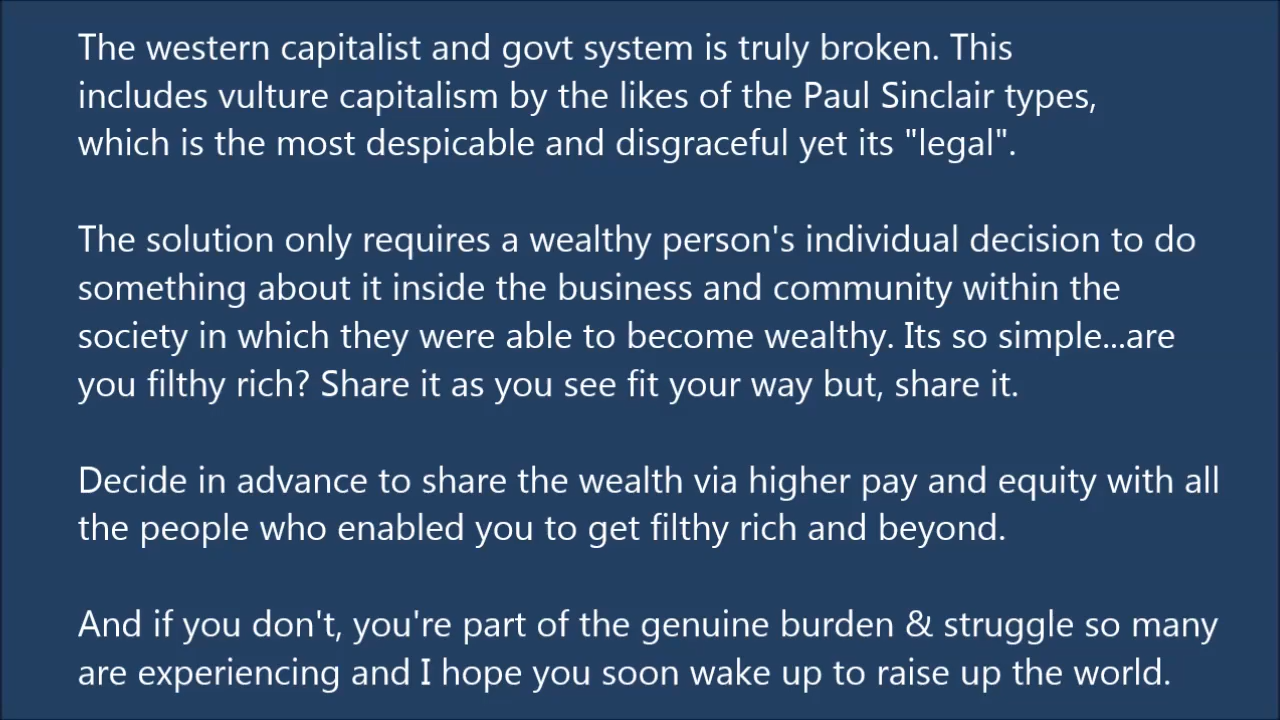 The western capitalist and govt system is truly broken. This
includes vulture capitalism by the likes of the Paul Sinclair types,
which is the most despicable and disgraceful yet its "legal".
The solution only requires a wealthy person's individual decision to do
something about it inside the business and community within the
society in which they were able to become wealthy. Its so simple...are
you filthy rich? Share it as you see fit your way but, share it.
Decide in advance to share the wealth via higher pay and equity with all
the people who enabled you to get filthy rich and beyond.
And if you don't, you're part of the genuine burden & struggle so many
are experiencing and I hope you soon wake up to raise up the world.